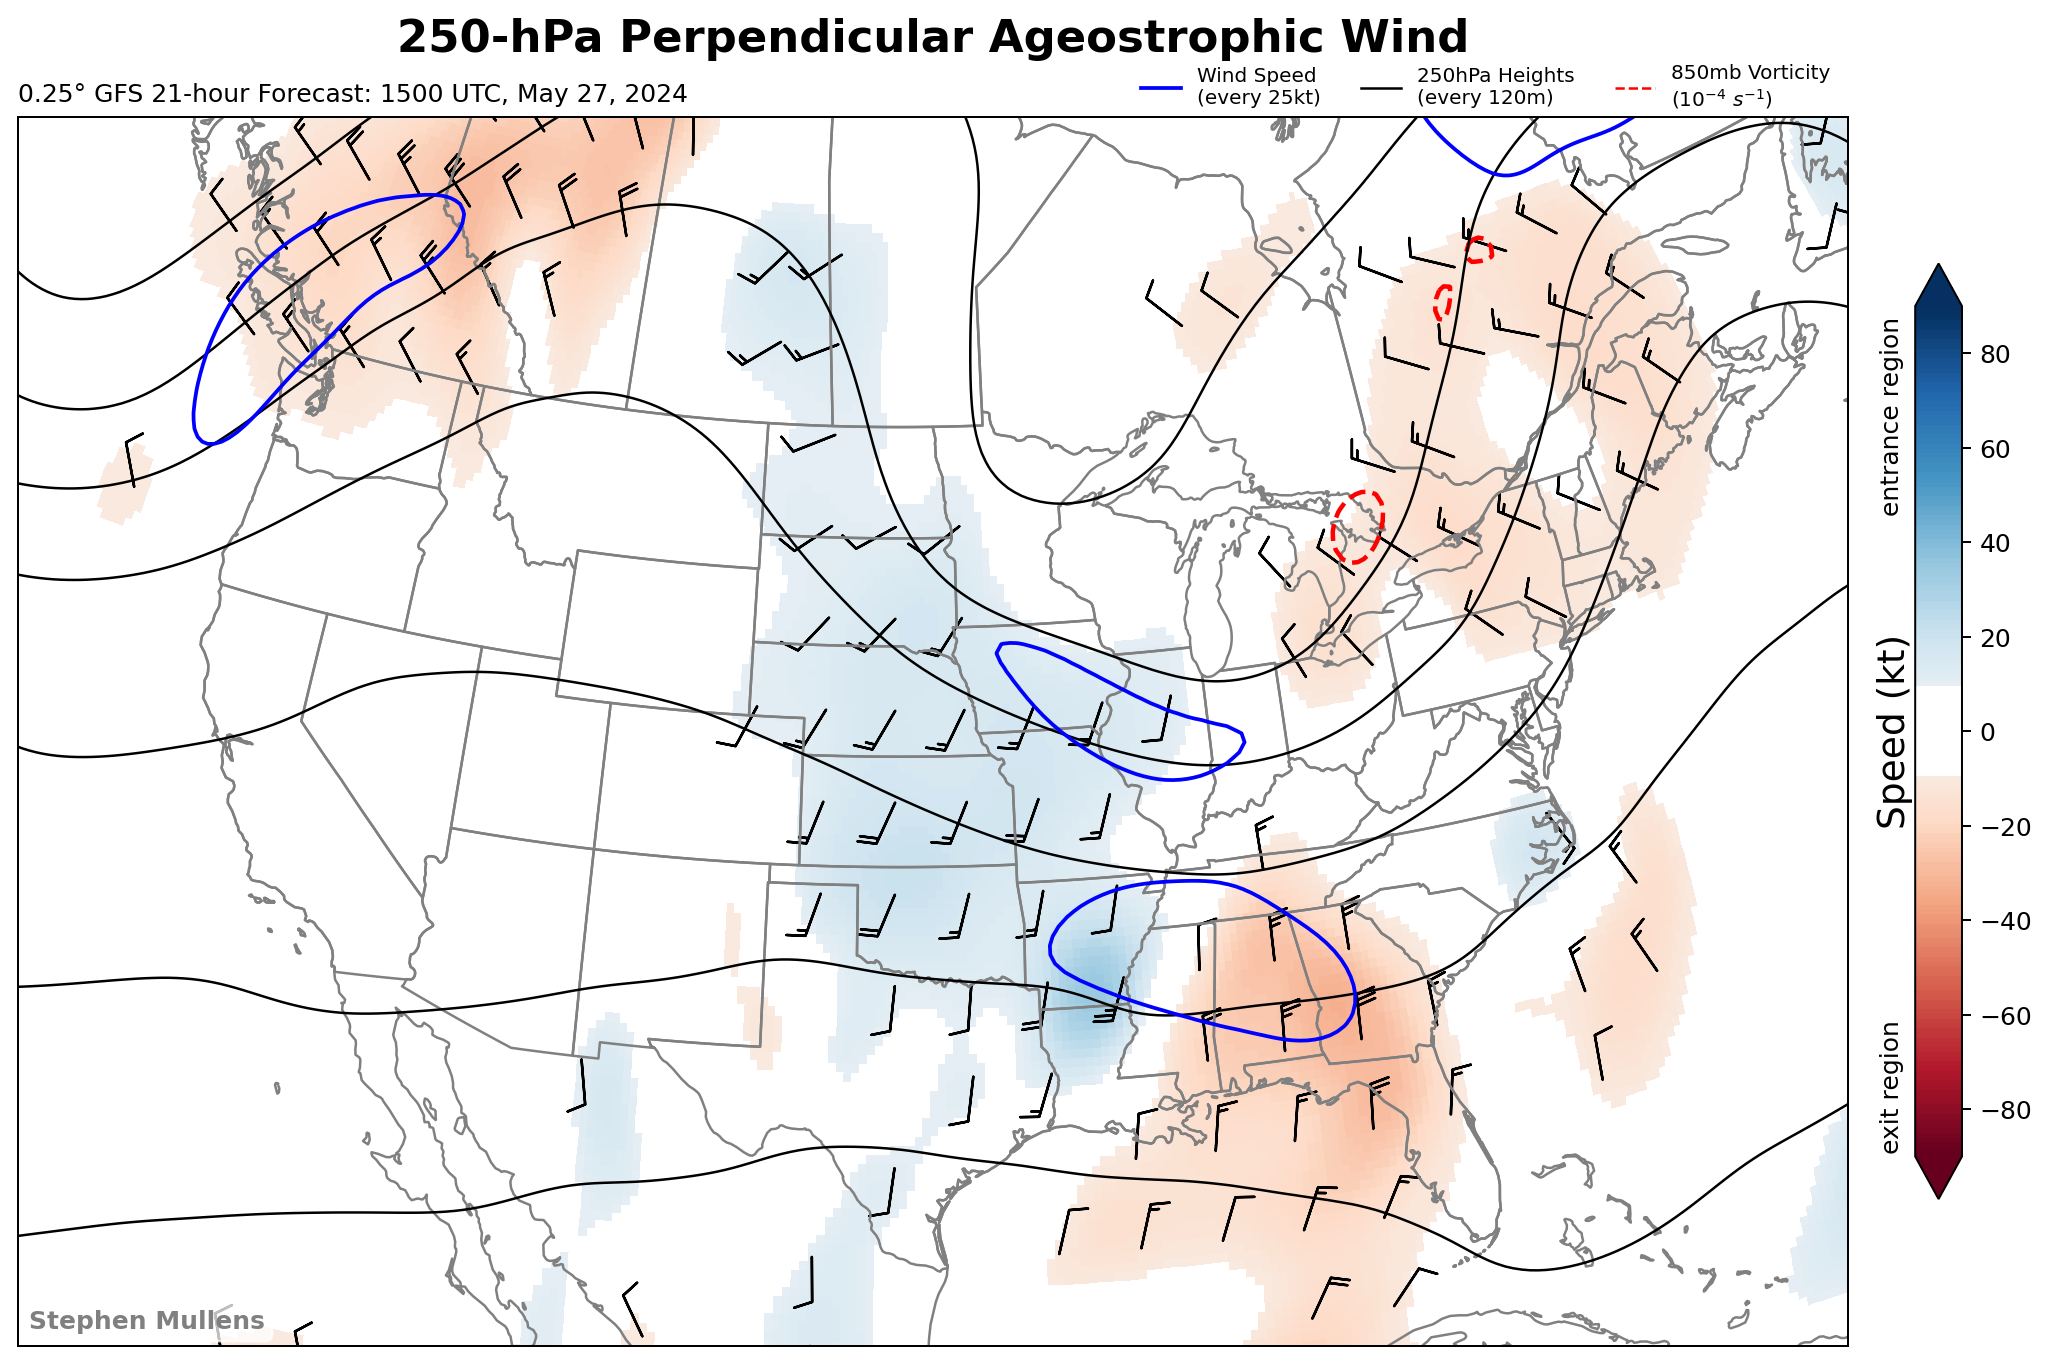 250-hPa Perpendicular Ageostrophic Wind
0.25° GFS 21-hour Forecast: 1500 UTC, May 27, 2024
Wind Speed
(every 25kt)
250hPa Heights
(every 120m)
850mb Vorticity
(10⁻⁴ s⁻¹)
entrance region
Speed (kt)
exit region
80
60
40
20
0
−20
−40
−60
−80
Stephen Mullens